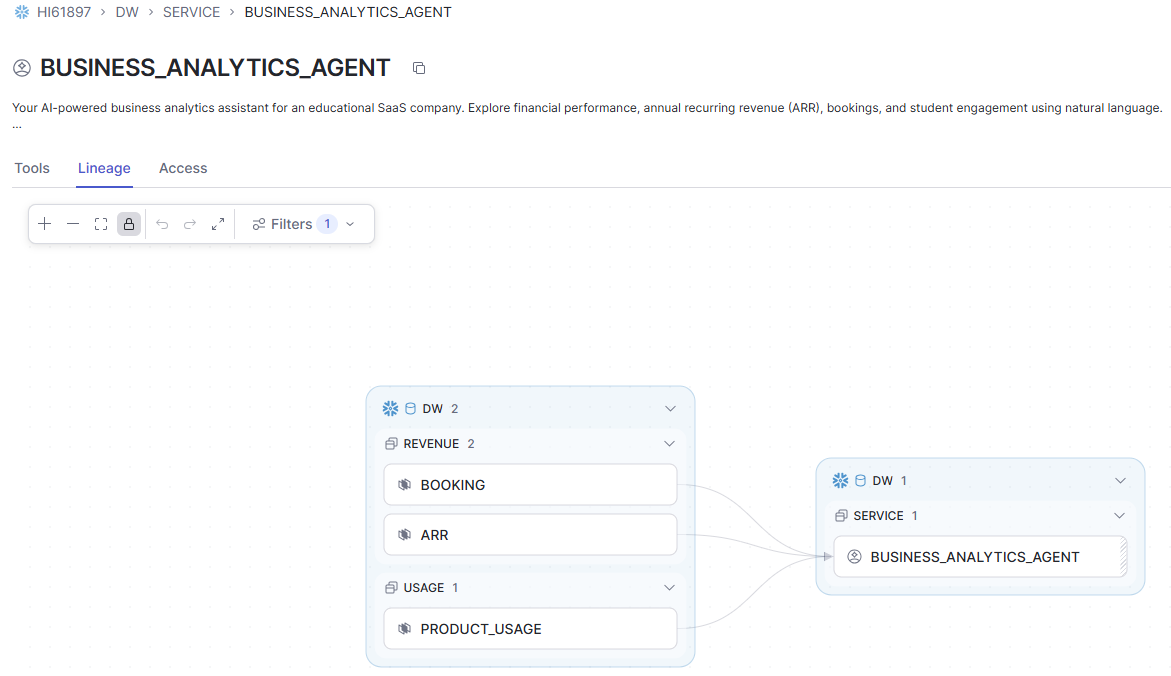 HI61897 > DW > SERVICE > BUSINESS_ANALYTICS_AGENT
BUSINESS_ANALYTICS_AGENT
Your AI-powered business analytics assistant for an educational SaaS company. Explore financial performance, annual recurring revenue (ARR), bookings, and student engagement using natural language.
...
Tools Lineage Access
Filters 1
DW 2
REVENUE 2
BOOKING
ARR
USAGE 1
PRODUCT_USAGE
DW 1
SERVICE 1
BUSINESS_ANALYTICS_AGENT